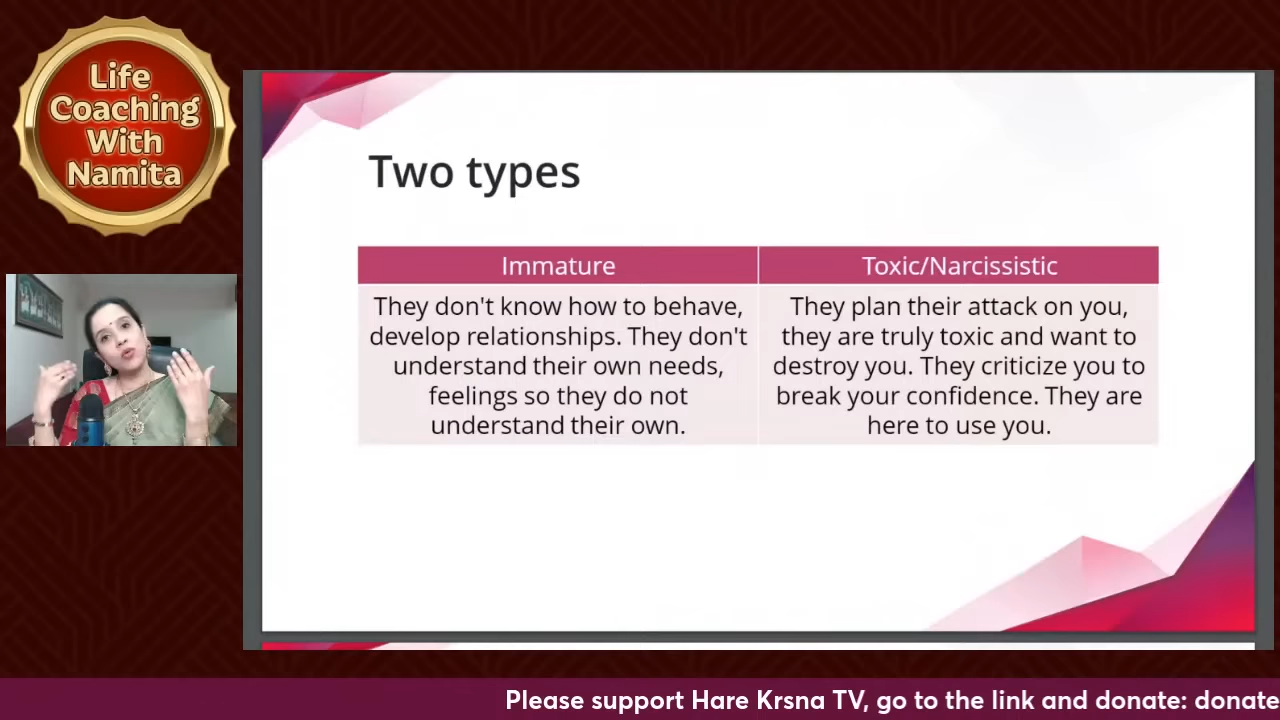 Life
Coaching
With
Namita
Two types
Immature
They don't know how to behave,
develop relationships. They don't
understand their own needs,
feelings so they do not
understand their own.
Toxic/Narcissistic
They plan their attack on you,
they are truly toxic and want to
destroy you. They criticize you to
break your confidence. They are
here to use you.
Please support Hare Krsna TV, go to the link and donate: donate